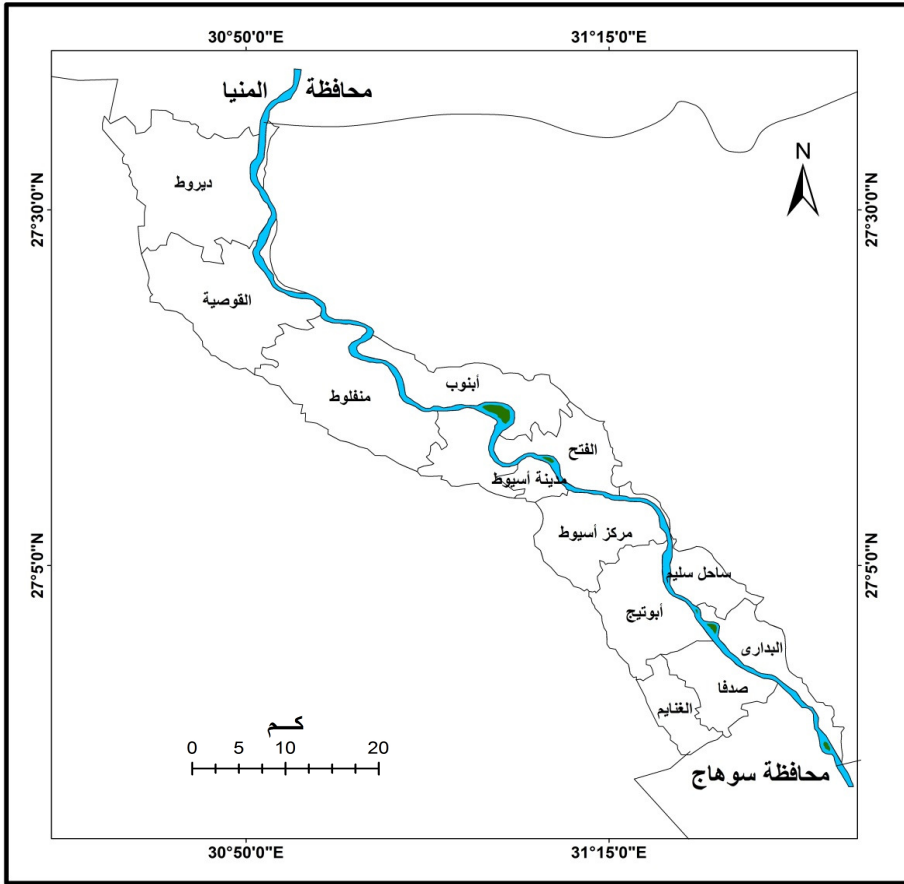 30°50'0"E
31°15'0"E
محافظة المنيا
N
ديروط
27°30'0"N
27°30'0"N
القوصية
أبنوب
منفلوط
الفتح
مدينة أسيوط
مركز أسيوط
27°5'0"N
27°5'0"N
ساحل سليم
أبوتيج
البدارى
صدفا
الغنايم
كـــم
0 5 10 20
محافظة سوهاج
30°50'0"E
31°15'0"E